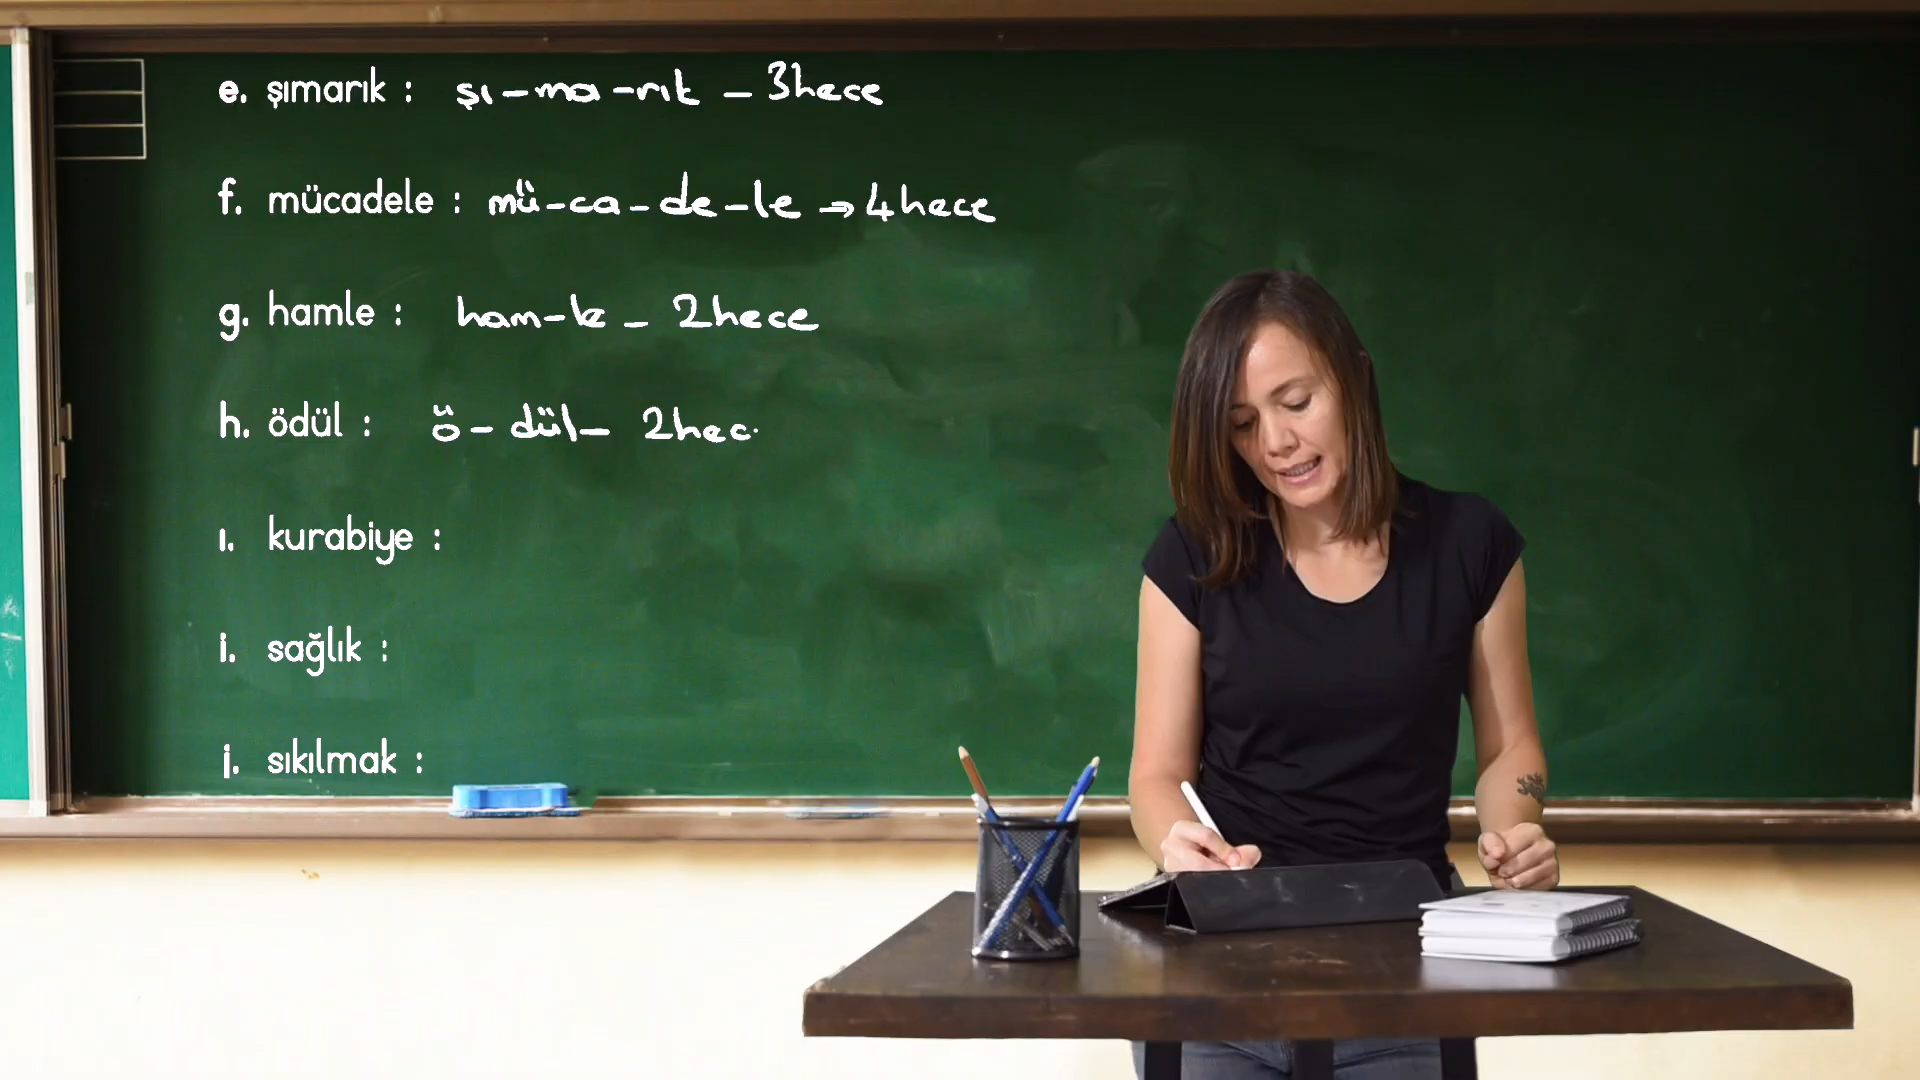 e. şımarık : şı-ma-rık - 3hece
f. mücadele : mü-ca-de-le → 4hece
g. hamle : ham-le - 2hece
h. ödül : ö-dül- 2hec
ı. kurabiye :
i. sağlık :
j. sıkılmak :